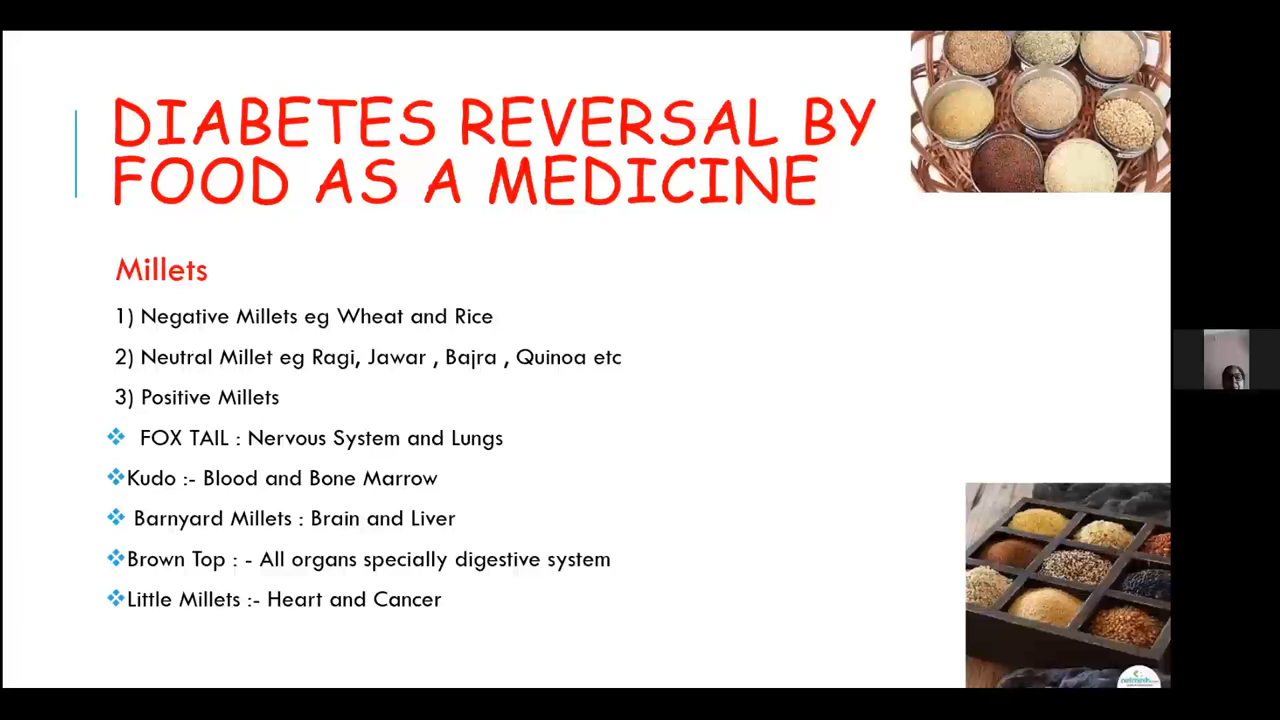 DIABETES REVERSAL BY
FOOD AS A MEDICINE
Millets
1) Negative Millets eg Wheat and Rice
2) Neutral Millet eg Ragi, Jawar , Bajra , Quinoa etc
3) Positive Millets
FOX TAIL : Nervous System and Lungs
Kudo :- Blood and Bone Marrow
Barnyard Millets : Brain and Liver
Brown Top : - All organs specially digestive system
Little Millets :- Heart and Cancer